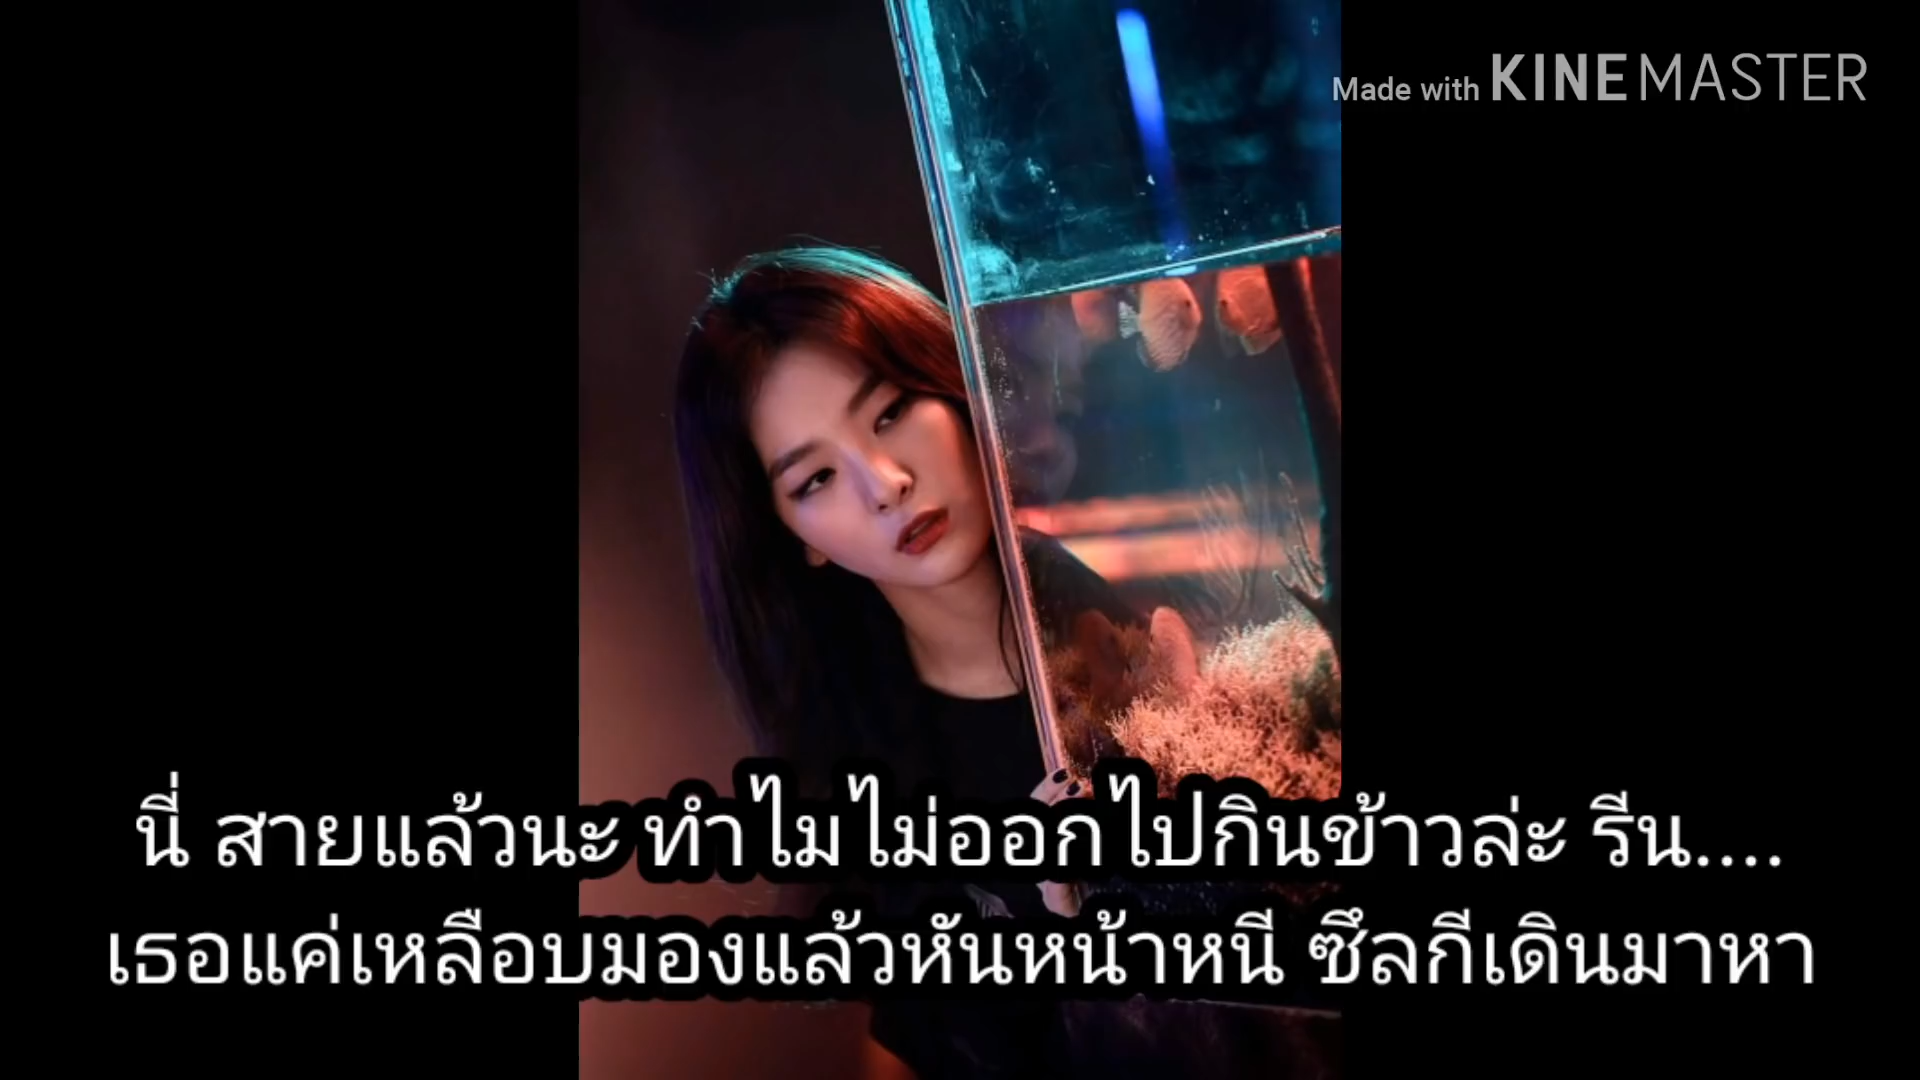 Made with KINEMASTER
นี่ สายแล้วนะ ทำไมไม่ออกไปกินข้าวล่ะ รีน....
เธอแค่เหลือบมองแล้วหันหน้าหนี ซึลกีเดินมาหา